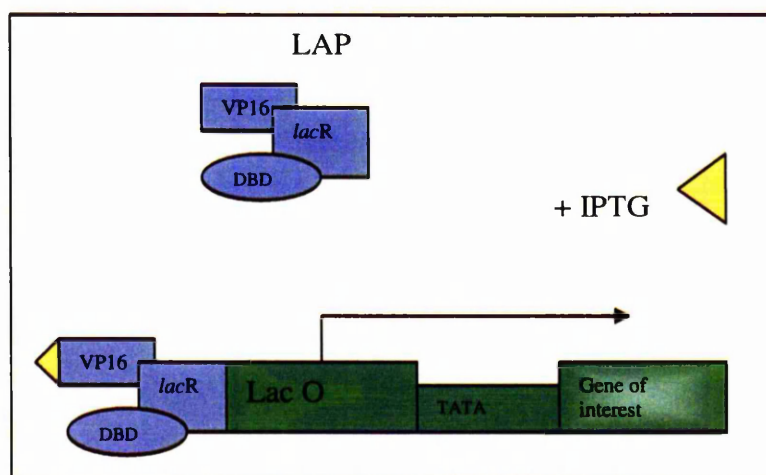 LAP
VP16
lacR
DBD
+ IPTG
VP16
lacR
Lac O
TATA
Gene of
interest
DBD